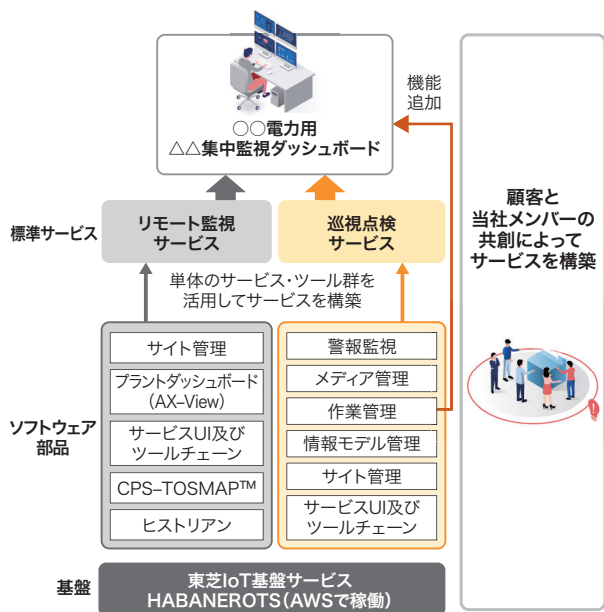 ○○電力用
△△集中監視ダッシュボード
機能
追加
標準サービス
リモート監視
サービス
巡視点検
サービス
単体のサービス・ツール群を
活用してサービスを構築
ソフトウェア
部品
サイト管理
プラントダッシュボード
(AX–View)
サービスUI及び
ツールチェーン
CPS–TOSMAP™
ヒストリアン
警報監視
メディア管理
作業管理
情報モデル管理
サイト管理
サービスUI及び
ツールチェーン
基盤
東芝IoT基盤サービス
HABANEROTS(AWSで稼働)
顧客と
当社メンバーの
共創によって
サービスを構築